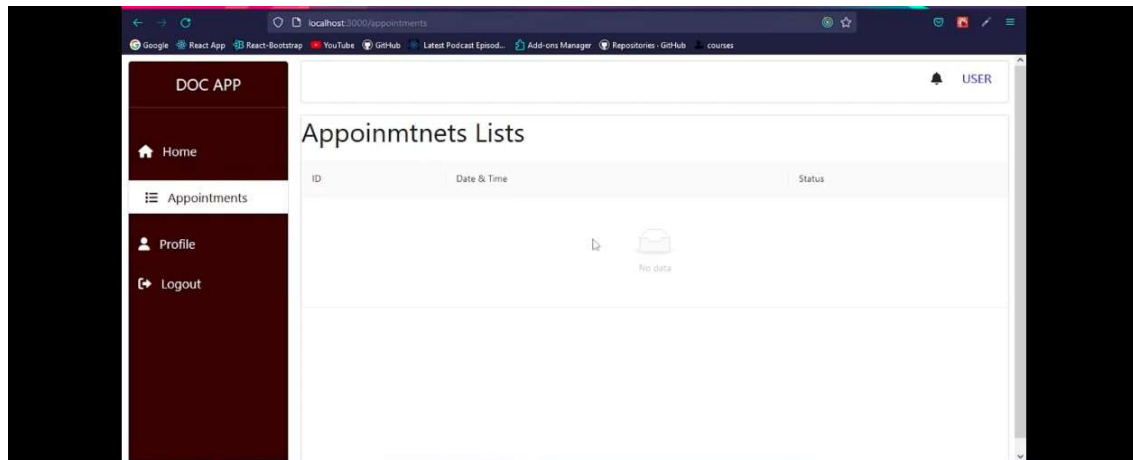 localhost:3000/appointments
Google React App React-Bootstrap YouTube GitHub Latest Podcast Episod... Add-ons Manager Repositories · GitHub courses
DOC APP
USER
Appoinmtnets Lists
Home
ID Date & Time Status
Appointments
Profile
No data
Logout